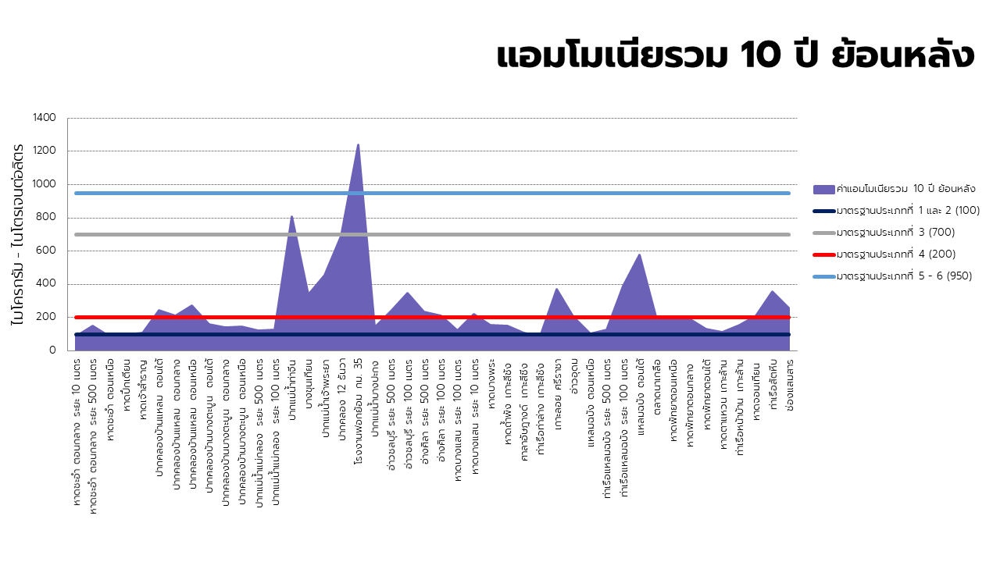 แอมโมเนียรวม 10 ปี ย้อนหลัง
ไมโครกรัม - ไนโตรเจนต่อลิตร
1400
1200
1000
800
600
400
200
0
ค่าแอมโมเนียรวม 10 ปี ย้อนหลัง
มาตรฐานประเภทที่ 1 และ 2 (100)
มาตรฐานประเภทที่ 3 (700)
มาตรฐานประเภทที่ 4 (200)
มาตรฐานประเภทที่ 5 - 6 (950)
หาดชะอำ ตอนกลาง ระยะ 10 เมตร
หาดชะอำ ตอนกลาง ระยะ 500 เมตร
หาดชะอำ ตอนเหนือ
หาดปึกเตียน
หาดเจ้าสำราญ
ปากคลองบ้านแหลม ตอนใต้
ปากคลองบ้านแหลม ตอนกลาง
ปากคลองบ้านแหลม ตอนเหนือ
ปากคลองบ้านบางตะบูน ตอนใต้
ปากคลองบ้านบางตะบูน ตอนกลาง
ปากคลองบ้านบางตะบูน ตอนเหนือ
ปากแม่น้ำแม่กลอง ระยะ 500 เมตร
ปากแม่น้ำแม่กลอง ระยะ 100 เมตร
ปากแม่น้ำท่าจีน
บางขุนเทียน
ปากแม่น้ำเจ้าพระยา
ปากคลอง 12 ธันวา
โรงงานฟอกย้อม กม. 35
ปากแม่น้ำบางปะกง
อ่าวชลบุรี ระยะ 500 เมตร
อ่าวชลบุรี ระยะ 100 เมตร
อ่างศิลา ระยะ 500 เมตร
อ่างศิลา ระยะ 100 เมตร
หาดบางแสน ระยะ 100 เมตร
หาดบางแสน ระยะ 10 เมตร
หาดบางพระ
หาดถ้ำพัง เกาะสีชัง
ศาลาอัษฎางค์ เกาะสีชัง
ท่าเรือท่าล่าง เกาะสีชัง
เกาะลอย ศรีราชา
อ่าวอุดม
แหลมฉบัง ตอนเหนือ
ท่าเรือแหลมฉบัง ระยะ 500 เมตร
ท่าเรือแหลมฉบัง ระยะ 100 เมตร
แหลมฉบัง ตอนใต้
ตลาดนาเกลือ
หาดพัทยาตอนเหนือ
หาดพัทยาตอนกลาง
หาดพัทยาตอนใต้
หาดตาแหวน เกาะล้าน
ท่าเรือหน้าบ้าน เกาะล้าน
หาดจอมเทียน
ท่าเรือสัตหีบ
ช่องแสมสาร